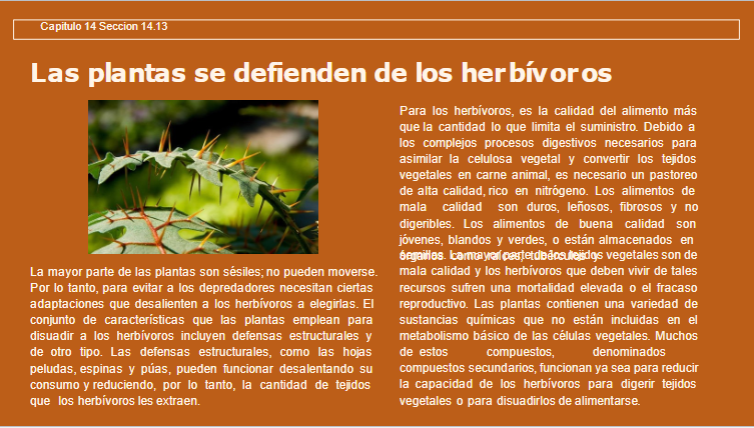 Capitulo 14 Seccion 14.13
Las plantas se defienden de los herbívoros
La mayor parte de las plantas son sésiles; no pueden moverse.
Por lo tanto, para evitar a los depredadores necesitan ciertas
adaptaciones que desalienten a los herbívoros a elegirlas. El
conjunto de características que las plantas emplean para
disuadir a los herbívoros incluyen defensas estructurales y
de otro tipo. Las defensas estructurales, como las hojas
peludas, espinas y púas, pueden funcionar desalentando su
consumo y reduciendo, por lo tanto, la cantidad de tejidos
que los herbívoros les extraen.
Para los herbívoros, es la calidad del alimento más
que la cantidad lo que limita el suministro. Debido a
los complejos procesos digestivos necesarios para
asimilar la celulosa vegetal y convertir los tejidos
vegetales en carne animal, es necesario un pastoreo
de alta calidad, rico en nitrógeno. Los alimentos de
mala calidad son duros, leñosos, fibrosos y no
digeribles. Los alimentos de buena calidad son
jóvenes, blandos y verdes, o están almacenados en
La mayor parte de los tejidos vegetales son de
mala calidad y los herbívoros que deben vivir de tales
recursos sufren una mortalidad elevada o el fracaso
reproductivo. Las plantas contienen una variedad de
sustancias químicas que no están incluidas en el
metabolismo básico de las células vegetales. Muchos
de estos compuestos, denominados
compuestos secundarios, funcionan ya sea para reducir
la capacidad de los herbívoros para digerir tejidos
vegetales o para disuadirlos de alimentarse.